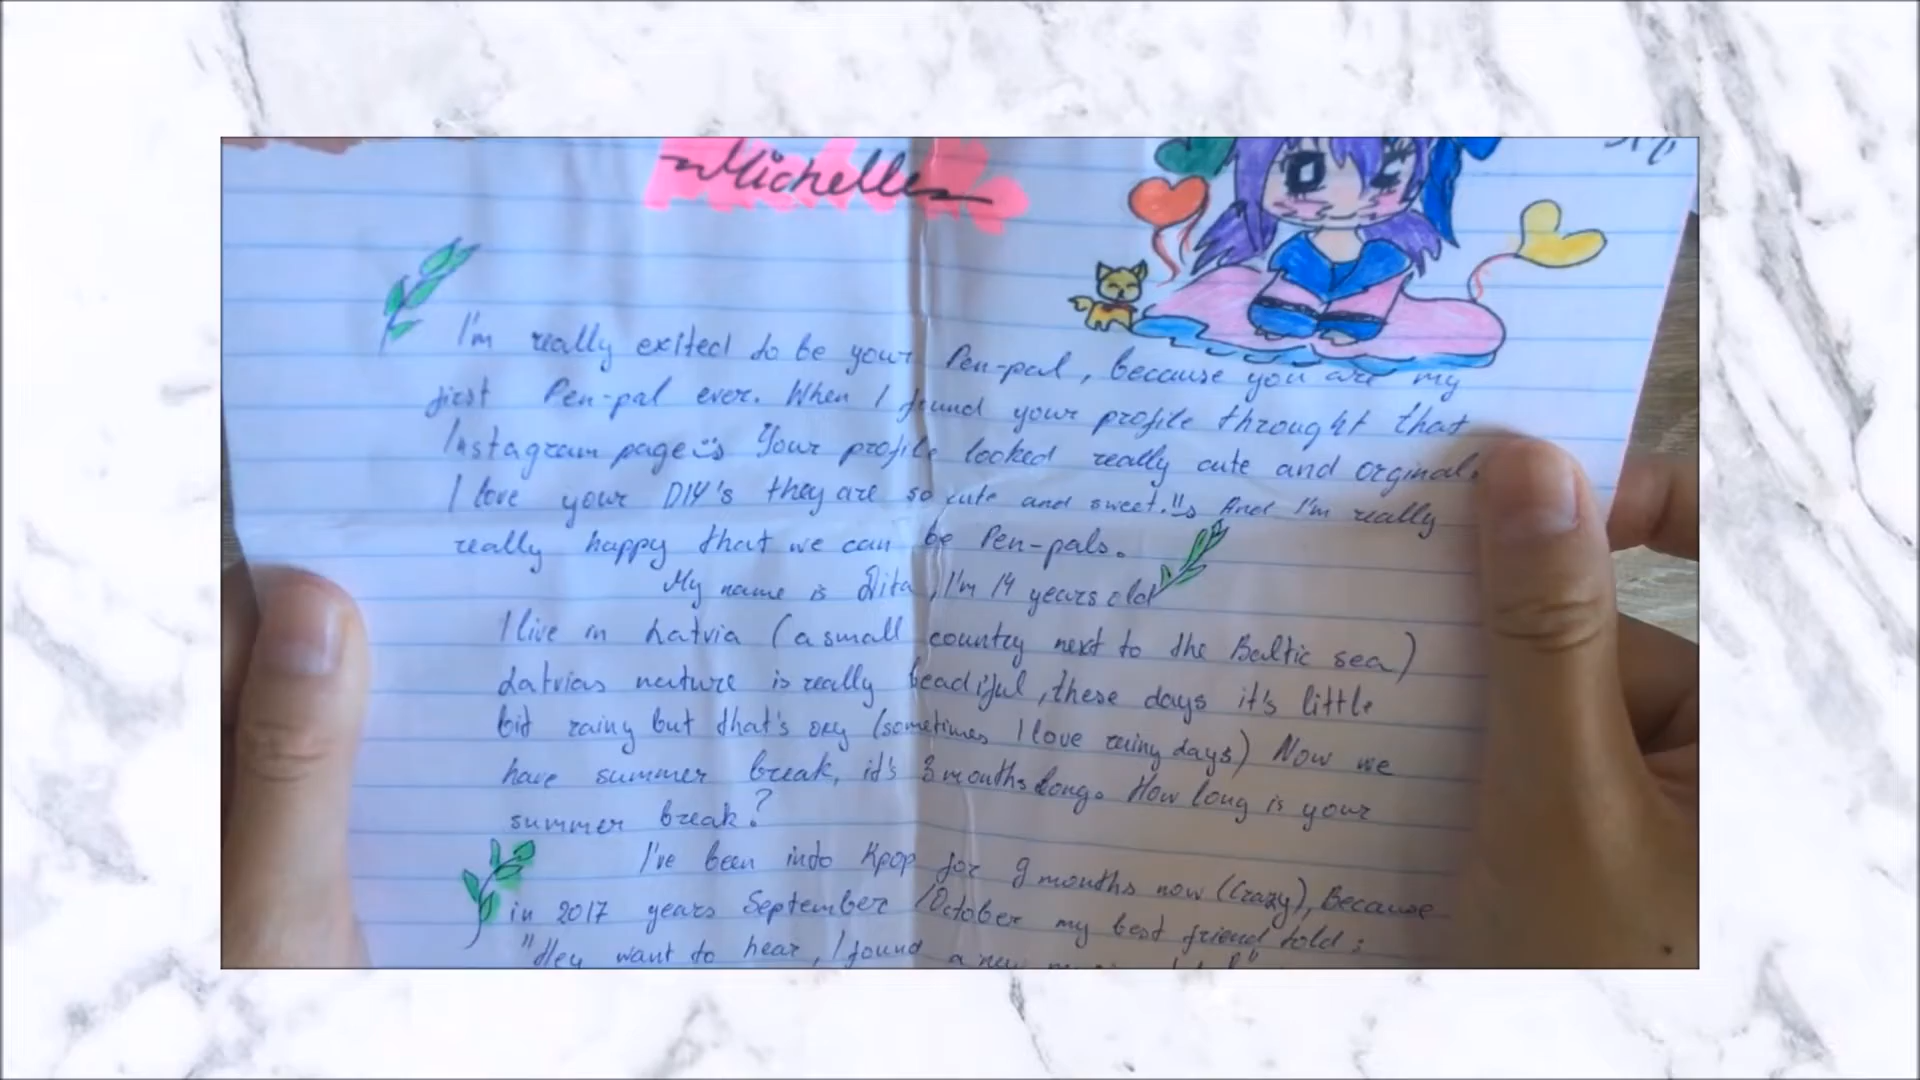 ~Michelle~
I'm really exited to be your Pen-pal, because you are my
first Pen-pal ever. When I found your profile throught that
Instagram page:) Your profile looked really cute and orginal.
I love your DIY's they are so cute and sweet!:) And I'm really
really happy that we can be Pen-pals.
My name is Dita, I'm 14 years old
I live in Latvia (a small country next to the Baltic sea)
Latvias nature is really beadiful, these days it's little
bit rainy but that's oky (sometimes I love rainy days) Now we
have summer break, it's 3 months long. How long is your
summer break?
I've been into Kpop for 9 months now (Crazy), Because
in 2017 years September /October my best friend told:
"Hey want to hear, I found a new